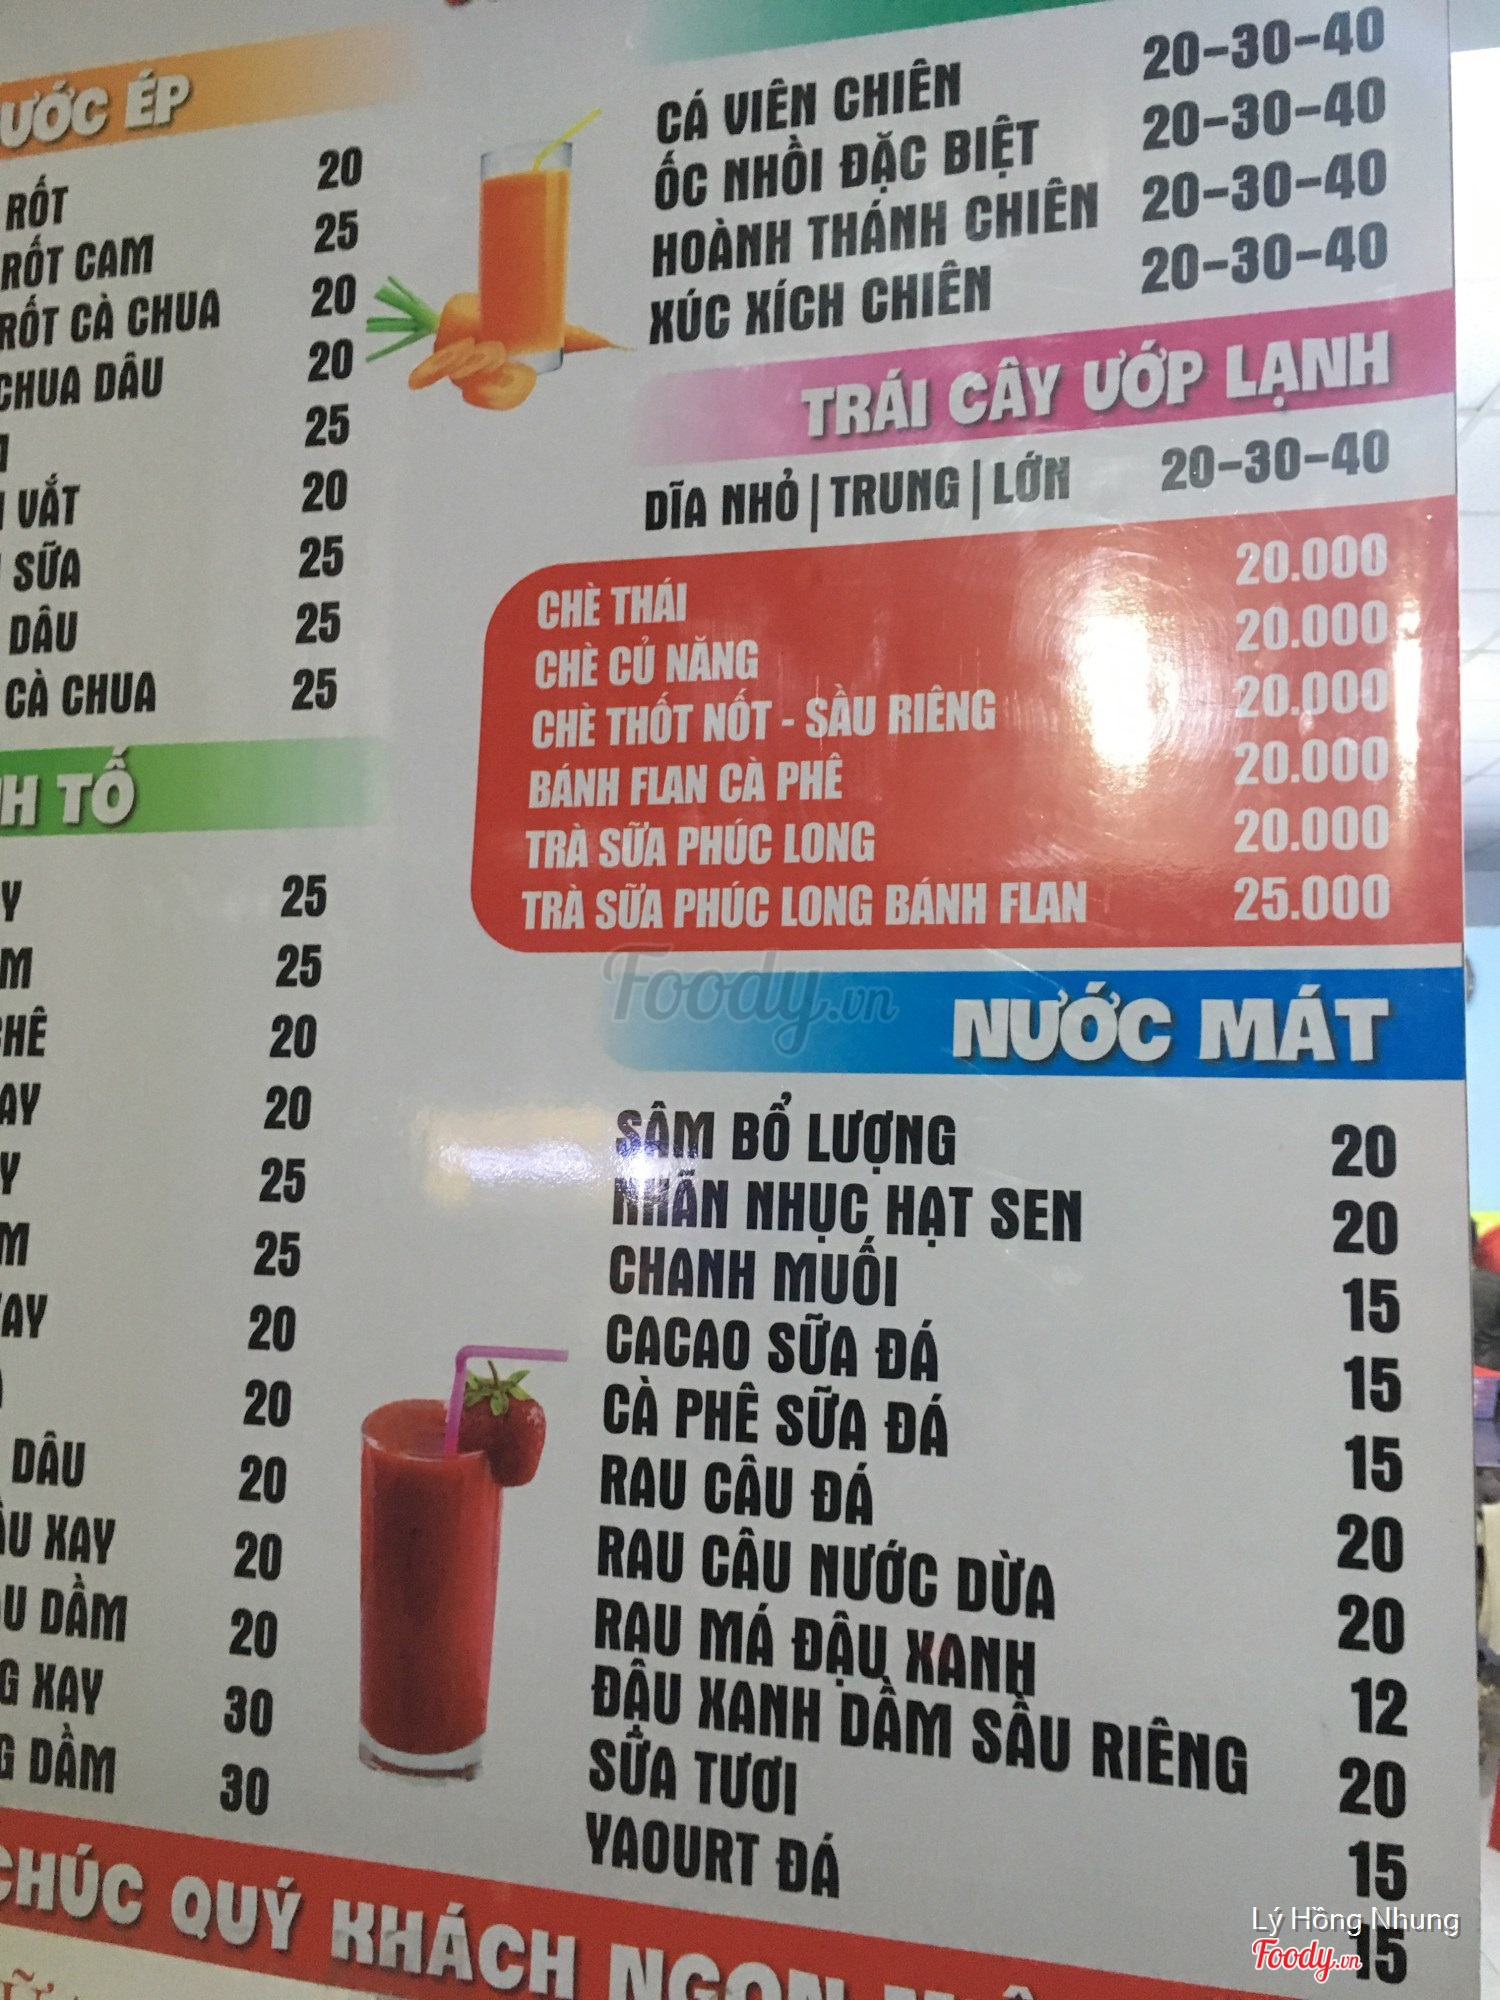 ƯỚC ÉP
RỐT 20
RỐT CAM 25
RỐT CÀ CHUA 20
CHUA DÂU 20
25
VẮT 20
SỮA 25
DÂU 25
CÀ CHUA 25
H TỐ
Y 25
M 25
HÊ 20
AY 20
Y 25
M 25
AY 20
20
DÂU 20
ÂU XAY 20
U DẦM 20
G XAY 30
G DẦM 30
CÁ VIÊN CHIÊN 20-30-40
ỐC NHỒI ĐẶC BIỆT 20-30-40
HOÀNH THÁNH CHIÊN 20-30-40
XÚC XÍCH CHIÊN 20-30-40
TRÁI CÂY ƯỚP LẠNH
DĨA NHỎ | TRUNG | LỚN 20-30-40
CHÈ THÁI 20.000
CHÈ CỦ NĂNG 20.000
CHÈ THỐT NỐT - SẦU RIÊNG 20.000
BÁNH FLAN CÀ PHÊ 20.000
TRÀ SỮA PHÚC LONG 20.000
TRÀ SỮA PHÚC LONG BÁNH FLAN 25.000
NƯỚC MÁT
SÂM BỔ LƯỢNG 20
NHÃN NHỤC HẠT SEN 20
CHANH MUỐI 15
CACAO SỮA ĐÁ 15
CÀ PHÊ SỮA ĐÁ 15
RAU CÂU ĐÁ 20
RAU CÂU NƯỚC DỪA 20
RAU MÁ ĐẬU XANH 12
ĐẬU XANH DẦM SẦU RIÊNG 20
SỮA TƯƠI 15
YAOURT ĐÁ 15
CHÚC QUÝ KHÁCH NGON
Foody.vn
Lý Hồng Nhung
Foody.vn